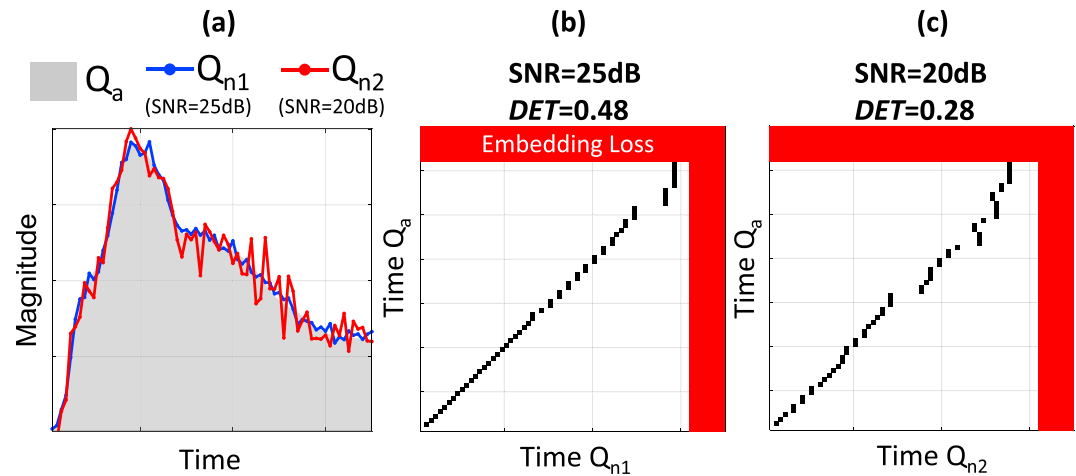 (a)
Qa
Qn1
(SNR=25dB)
Qn2
(SNR=20dB)
Magnitude
Time
(b)
SNR=25dB
DET=0.48
Embedding Loss
Time Qa
Time Qn1
(c)
SNR=20dB
DET=0.28
Time Qa
Time Qn2